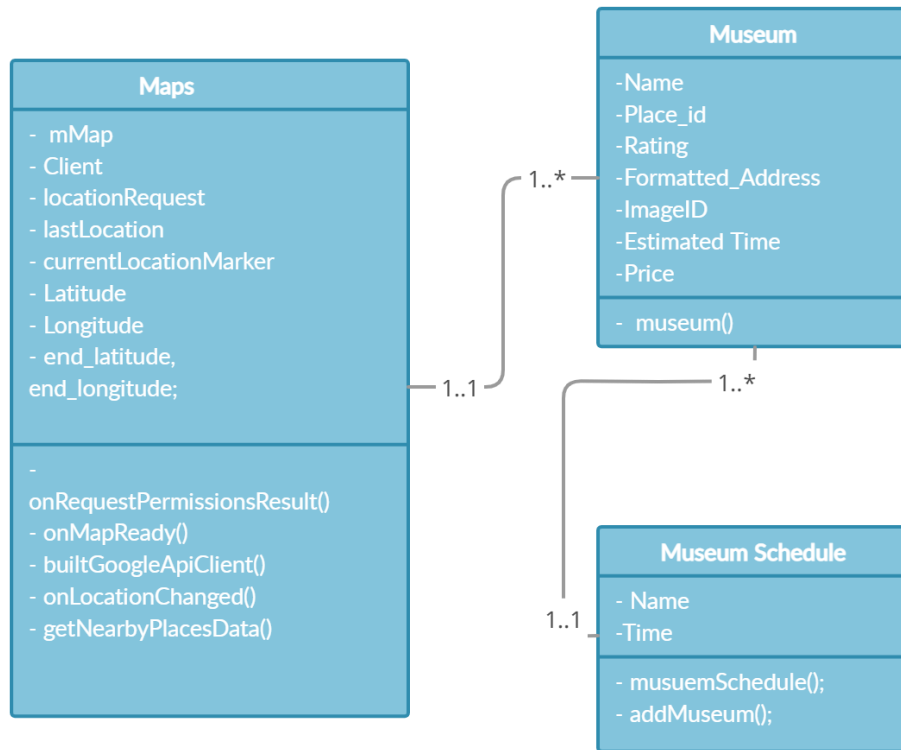 Maps
- mMap
- Client
- locationRequest
- lastLocation
- currentLocationMarker
- Latitude
- Longitude
- end_latitude,
end_longitude;
-
onRequestPermissionsResult()
- onMapReady()
- builtGoogleApiClient()
- onLocationChanged()
- getNearbyPlacesData()
1..1
1..*
Museum
-Name
-Place_id
-Rating
-Formatted_Address
-ImageID
-Estimated Time
-Price
- museum()
1..*
1..1
Museum Schedule
- Name
-Time
- musuemSchedule();
- addMuseum();